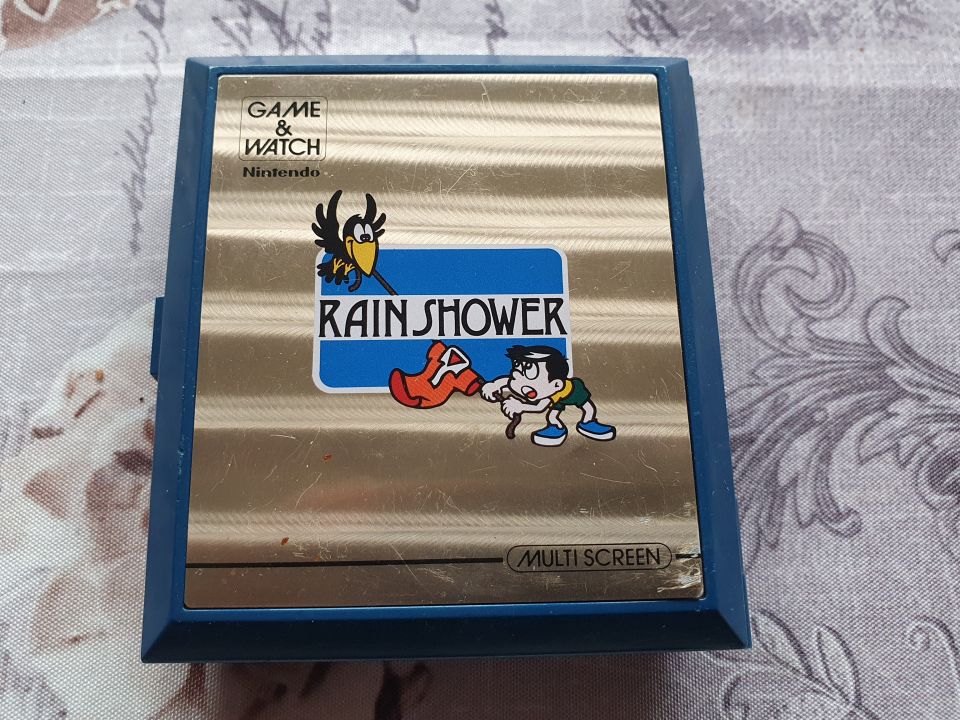 GAME
&
WATCH
Nintendo
RAIN SHOWER
MULTI SCREEN